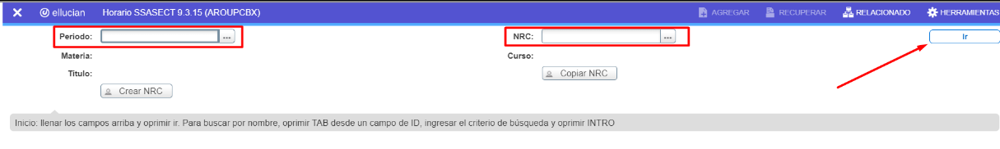 ✕ ellucian Horario SSASECT 9.3.15 (AROUPCBX) AGREGAR RECUPERAR RELACIONADO HERRAMIENTAS
Periodo: ... NRC: ... Ir
Materia: Curso:
Titulo: Copiar NRC
Crear NRC
Inicio: llenar los campos arriba y oprimir ir. Para buscar por nombre, oprimir TAB desde un campo de ID, ingresar el criterio de búsqueda y oprimir INTRO